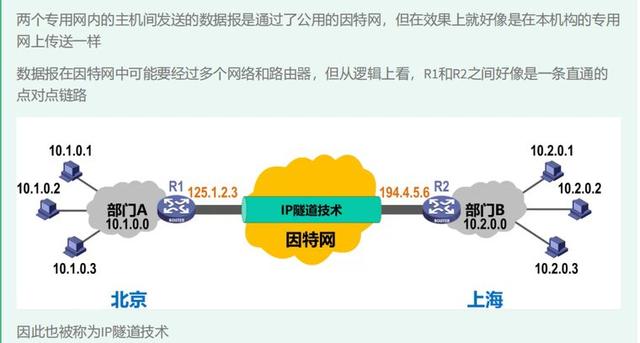 两个专用网内的主机间发送的数据报是通过了公用的因特网，但在效果上就好像是在本机构的专用
网上传送一样
数据报在因特网中可能要经过多个网络和路由器，但从逻辑上看，R1和R2之间好像是一条直通的
点对点链路
10.1.0.1
10.1.0.2
10.1.0.3
部门A
10.1.0.0
R1
ROUTER
125.1.2.3
IP隧道技术
因特网
194.4.5.6
R2
ROUTER
部门B
10.2.0.0
10.2.0.1
10.2.0.2
10.2.0.3
北京
上海
因此也被称为IP隧道技术